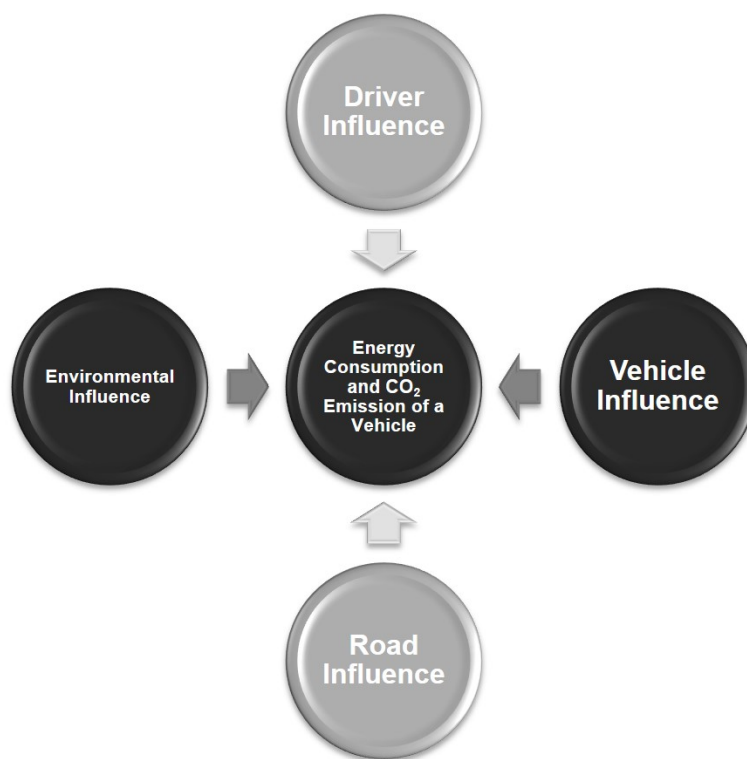 Driver
Influence
Environmental
Influence
Energy
Consumption
and CO₂
Emission of a
Vehicle
Vehicle
Influence
Road
Influence